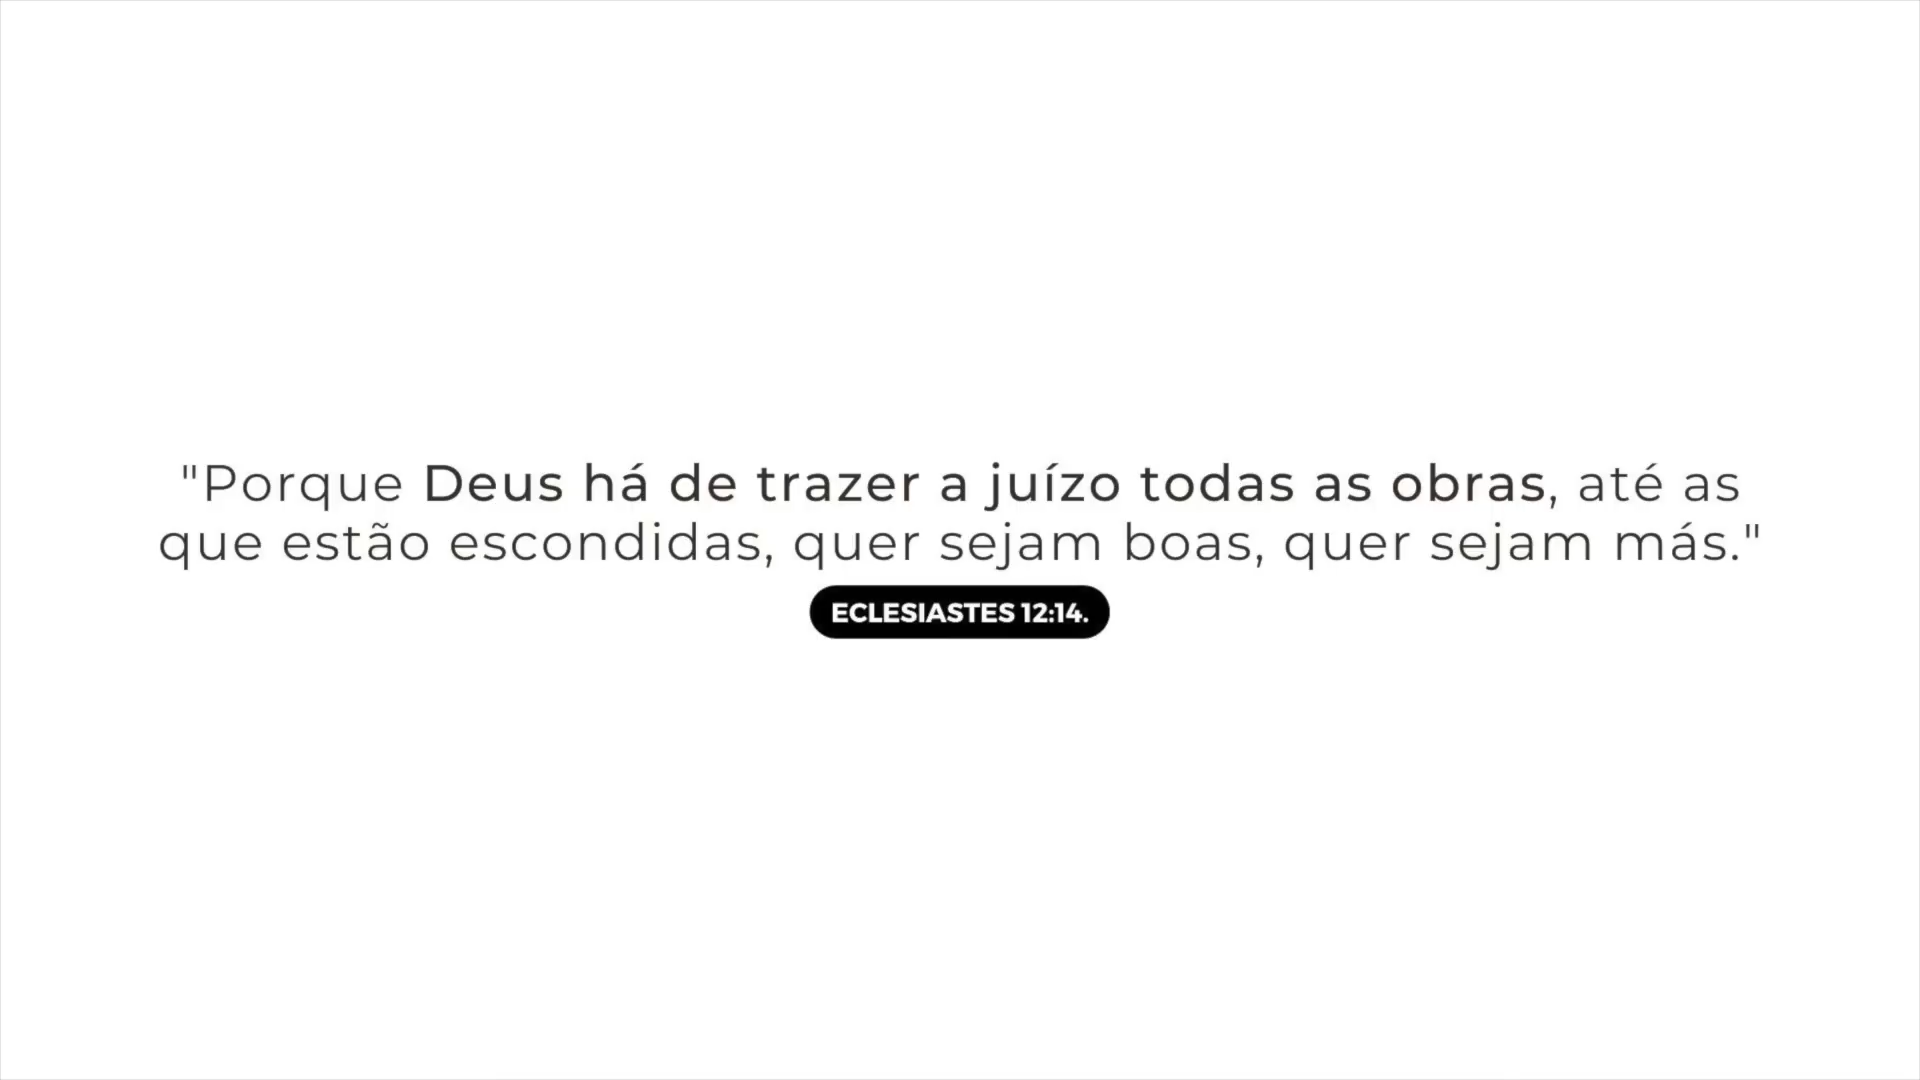 "Porque Deus há de trazer a juízo todas as obras, até as
que estão escondidas, quer sejam boas, quer sejam más."
ECLESIASTES 12:14.